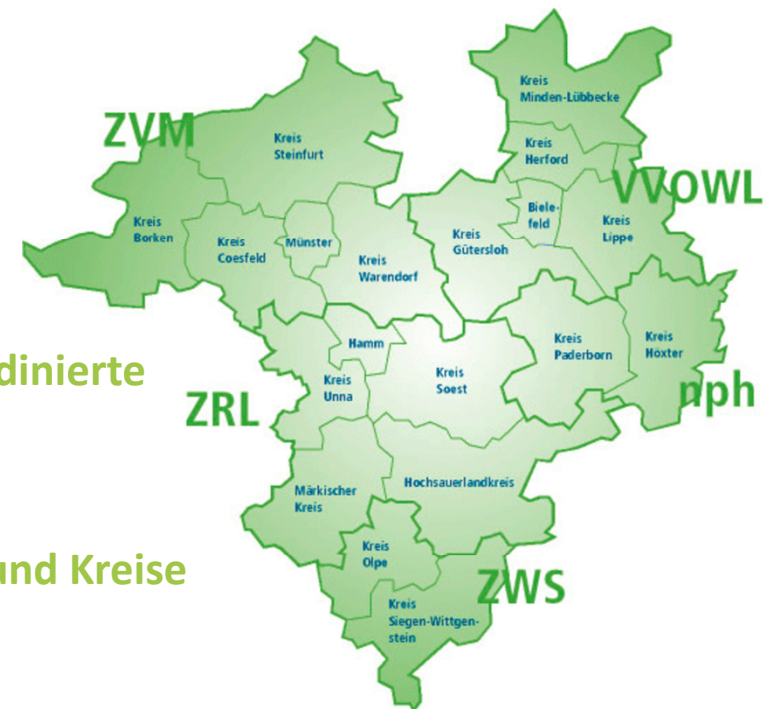 Kreis
Minden-Lübbecke
ZVM
Kreis
Steinfurt
Kreis
Herford
VVOWL
Kreis
Borken
Kreis
Coesfeld
Münster
Kreis
Warendorf
Kreis
Gütersloh
Biele-
feld
Kreis
Lippe
dinierte
Hamm
Kreis
Unna
Kreis
Soest
Kreis
Paderborn
Kreis
Höxter
ZRL
nph
Märkischer
Kreis
Hochsauerlandkreis
und Kreise
Kreis
Olpe
ZWS
Kreis
Siegen-Wittgen-
stein